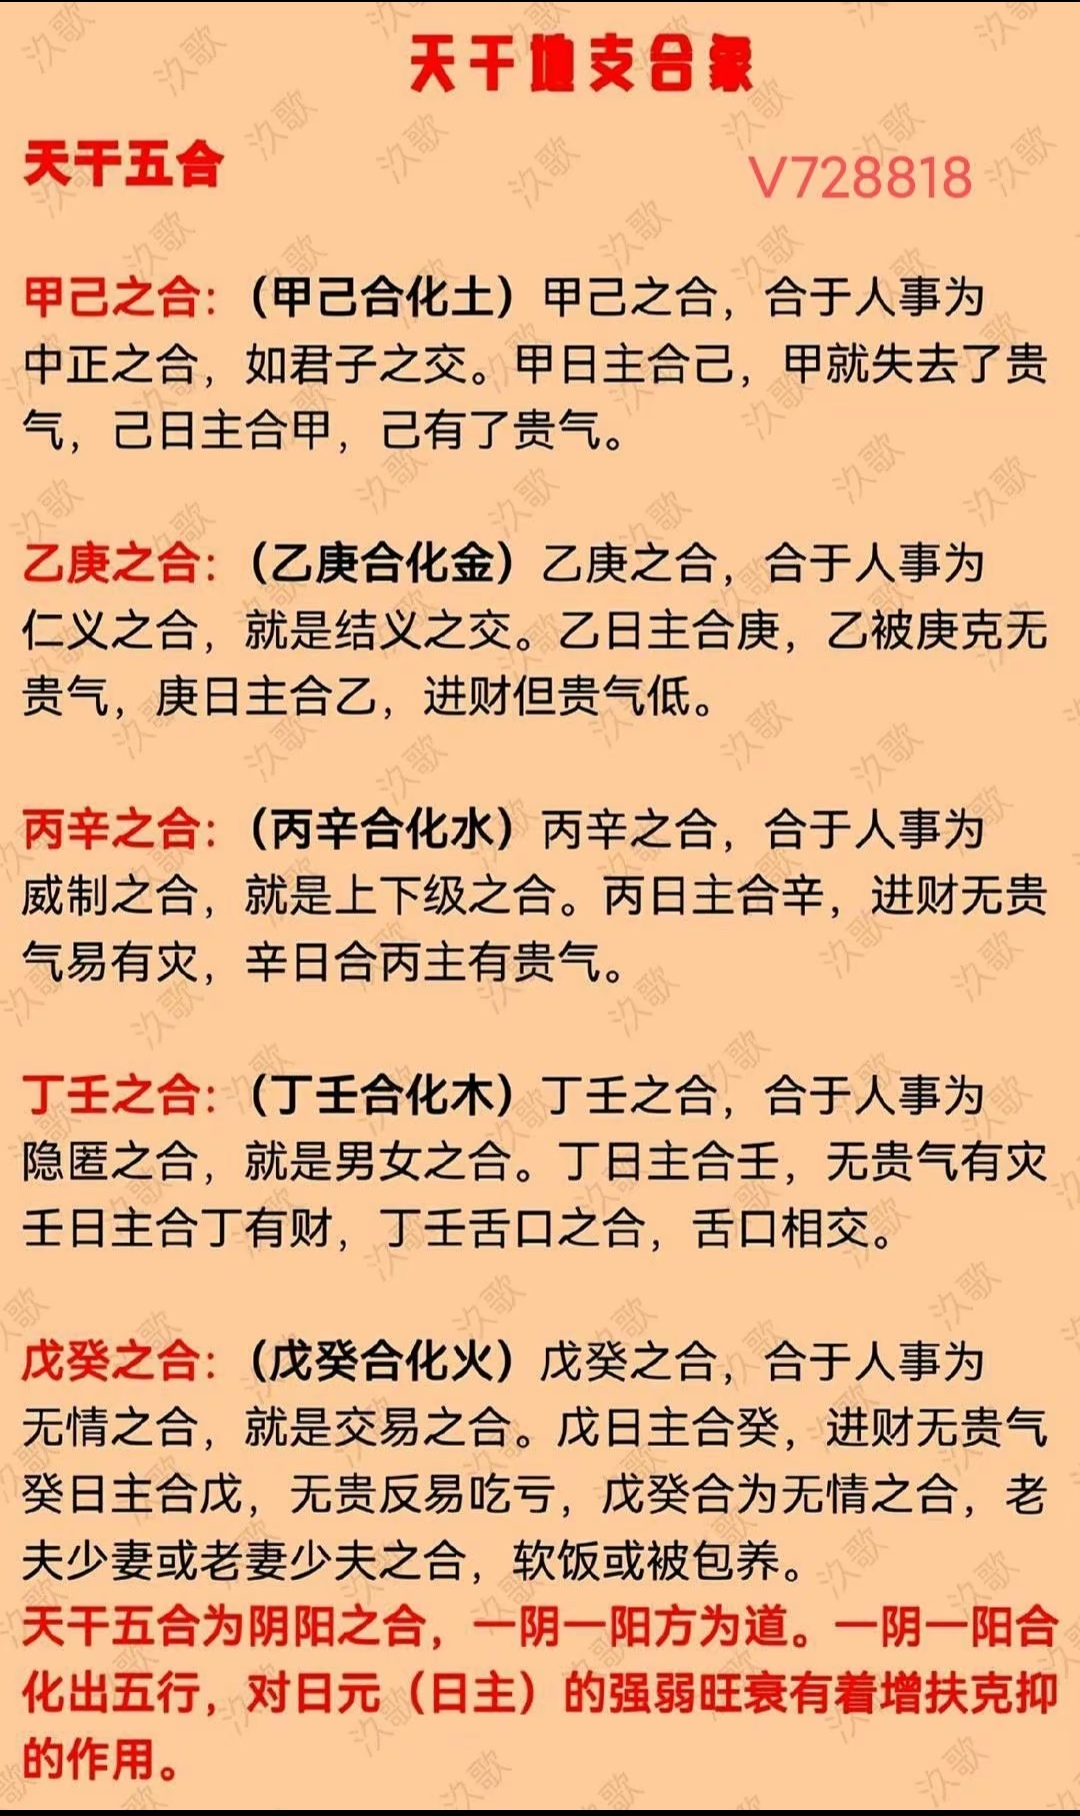 天干地支合象
天干五合
V728818
甲己之合：（甲己合化土）甲己之合，合于人事为
中正之合，如君子之交。甲日主合己，甲就失去了贵
气，己日主合甲，己有了贵气。
乙庚之合：（乙庚合化金）乙庚之合，合于人事为
仁义之合，就是结义之交。乙日主合庚，乙被庚克无
贵气，庚日主合乙，进财但贵气低。
丙辛之合：（丙辛合化水）丙辛之合，合于人事为
威制之合，就是上下级之合。丙日主合辛，进财无贵
气易有灾，辛日合丙主有贵气。
丁壬之合：（丁壬合化木）丁壬之合，合于人事为
隐匿之合，就是男女之合。丁日主合壬，无贵气有灾
壬日主合丁有财，丁壬舌口之合，舌口相交。
戊癸之合：（戊癸合化火）戊癸之合，合于人事为
无情之合，就是交易之合。戊日主合癸，进财无贵气
癸日主合戊，无贵反易吃亏，戊癸合为无情之合，老
夫少妻或老妻少夫之合，软饭或被包养。
天干五合为阴阳之合，一阴一阳方为道。一阴一阳合
化出五行，对日元（日主）的强弱旺衰有着增扶克抑
的作用。
汣歌